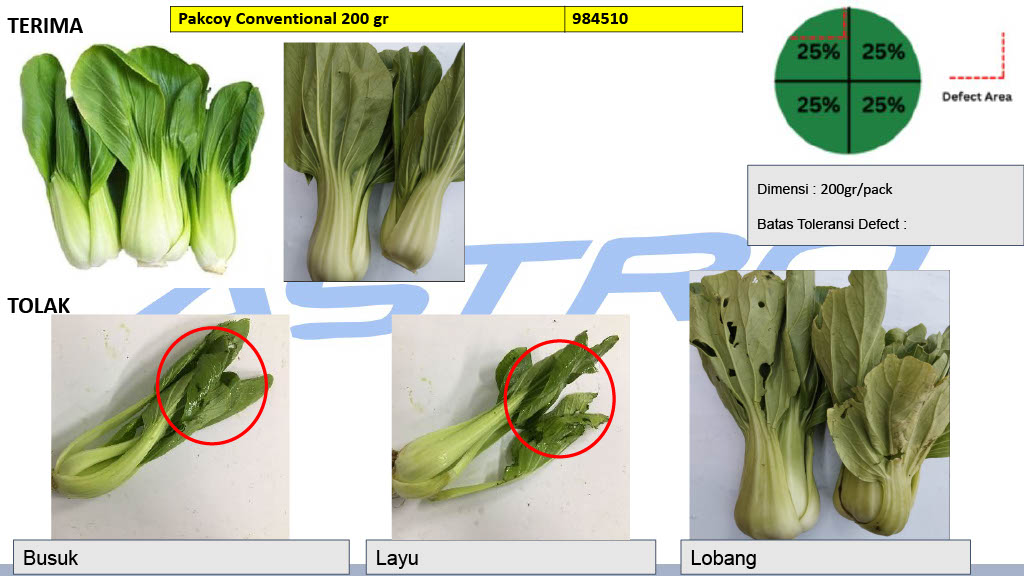 TERIMA
Pakcoy Conventional 200 gr 984510
25% 25%
25% 25%
Defect Area
Dimensi : 200gr/pack
Batas Toleransi Defect :
ASTRO
TOLAK
Busuk
Layu
Lobang